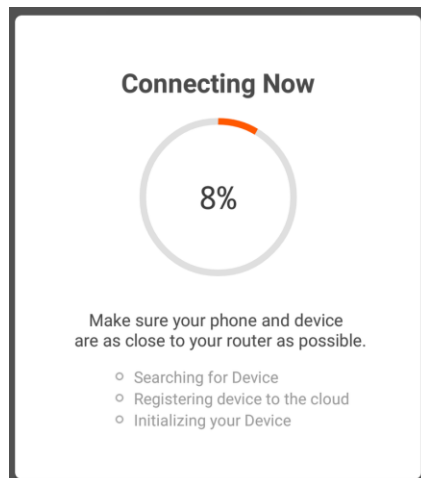 Connecting Now
8%
Make sure your phone and device
are as close to your router as possible.
Searching for Device
Registering device to the cloud
Initializing your Device